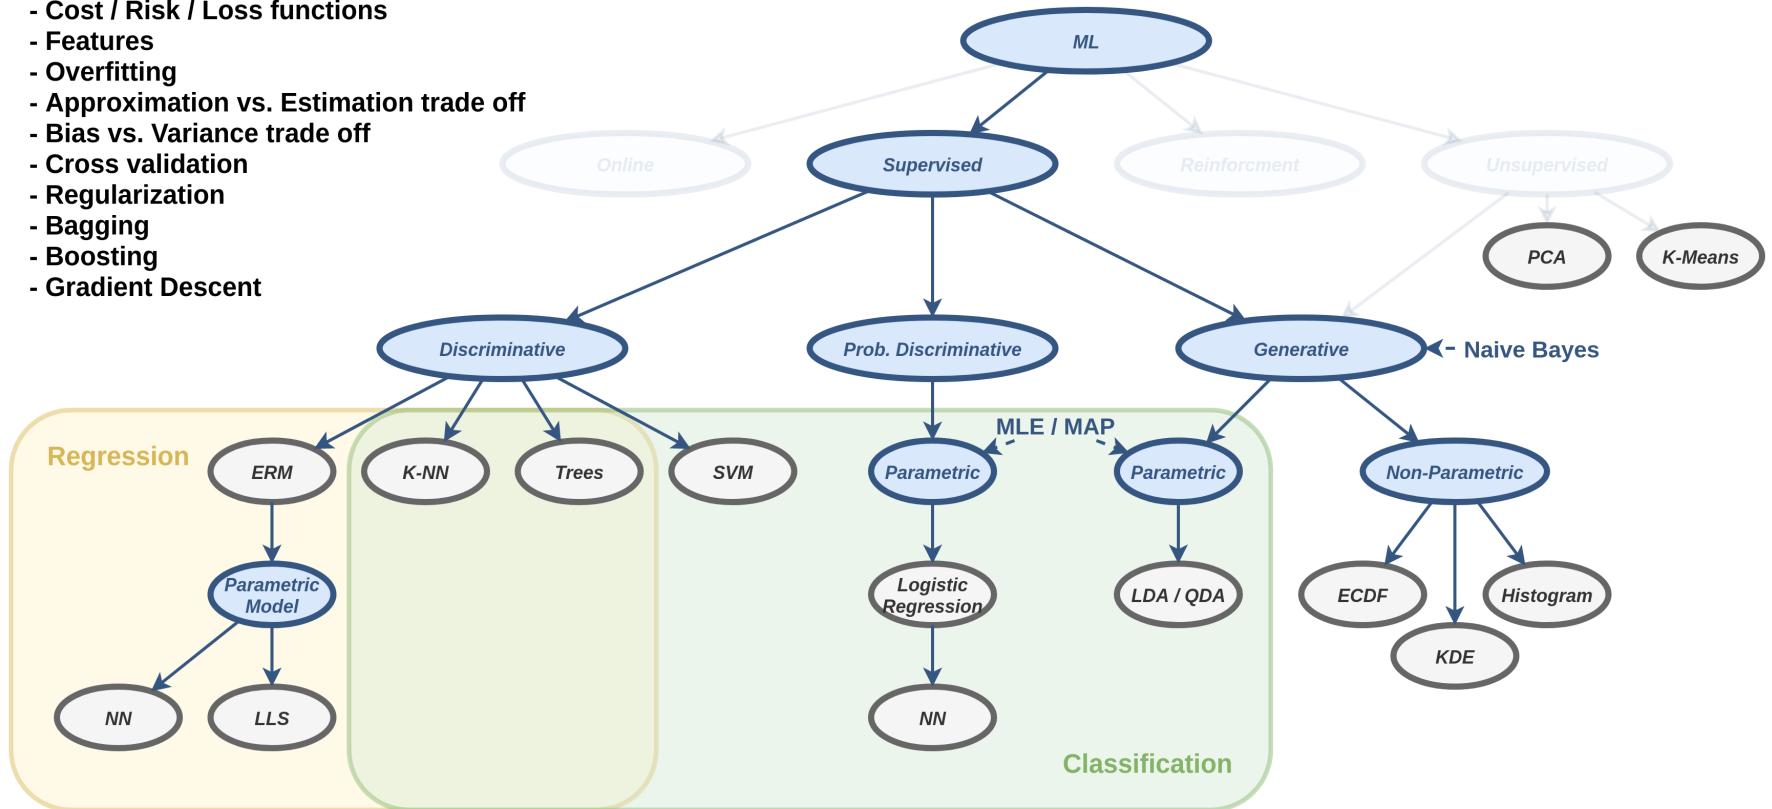 - Cost / Risk / Loss functions
- Features
- Overfitting
- Approximation vs. Estimation trade off
- Bias vs. Variance trade off
- Cross validation
- Regularization
- Bagging
- Boosting
- Gradient Descent
ML
Online
Supervised
Reinforcment
Unsupervised
PCA
K-Means
Discriminative
Prob. Discriminative
Generative
Naive Bayes
MLE / MAP
Regression
ERM
K-NN
Trees
SVM
Parametric
Parametric
Non-Parametric
Parametric
Model
Logistic
Regression
LDA / QDA
ECDF
Histogram
KDE
NN
LLS
NN
Classification